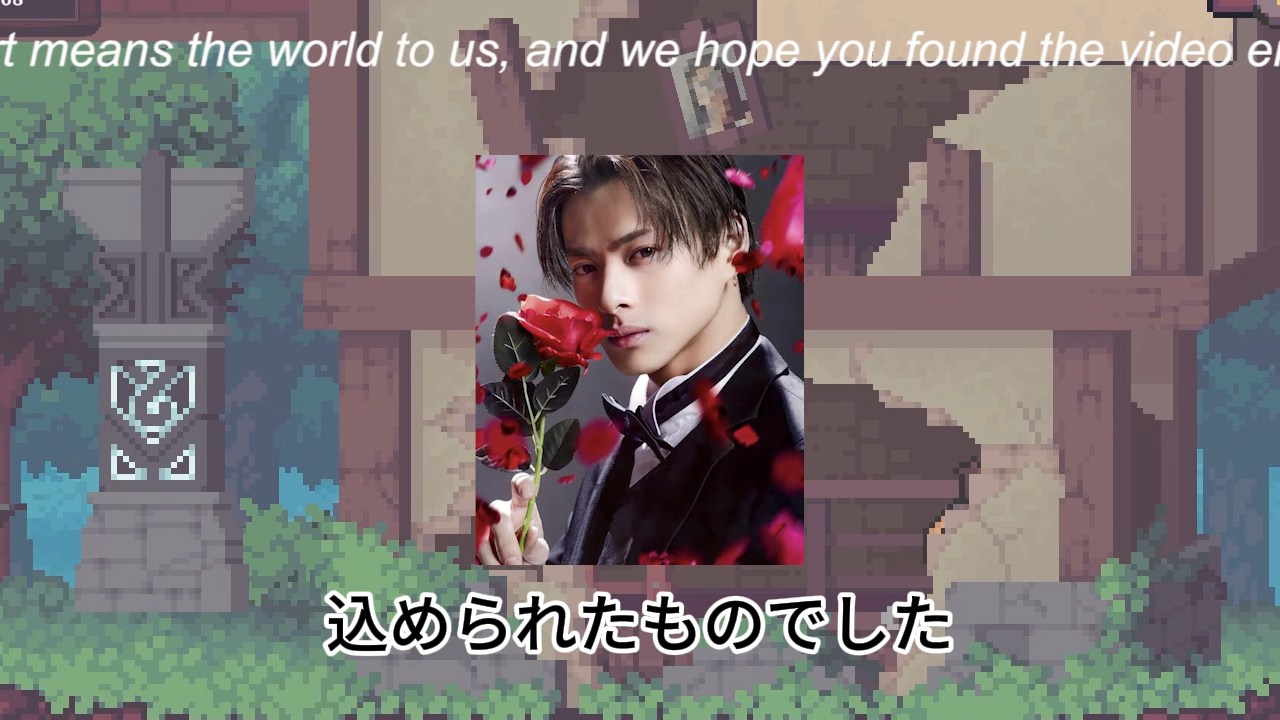 means the world to us, and we hope you found the video
込められたものでした